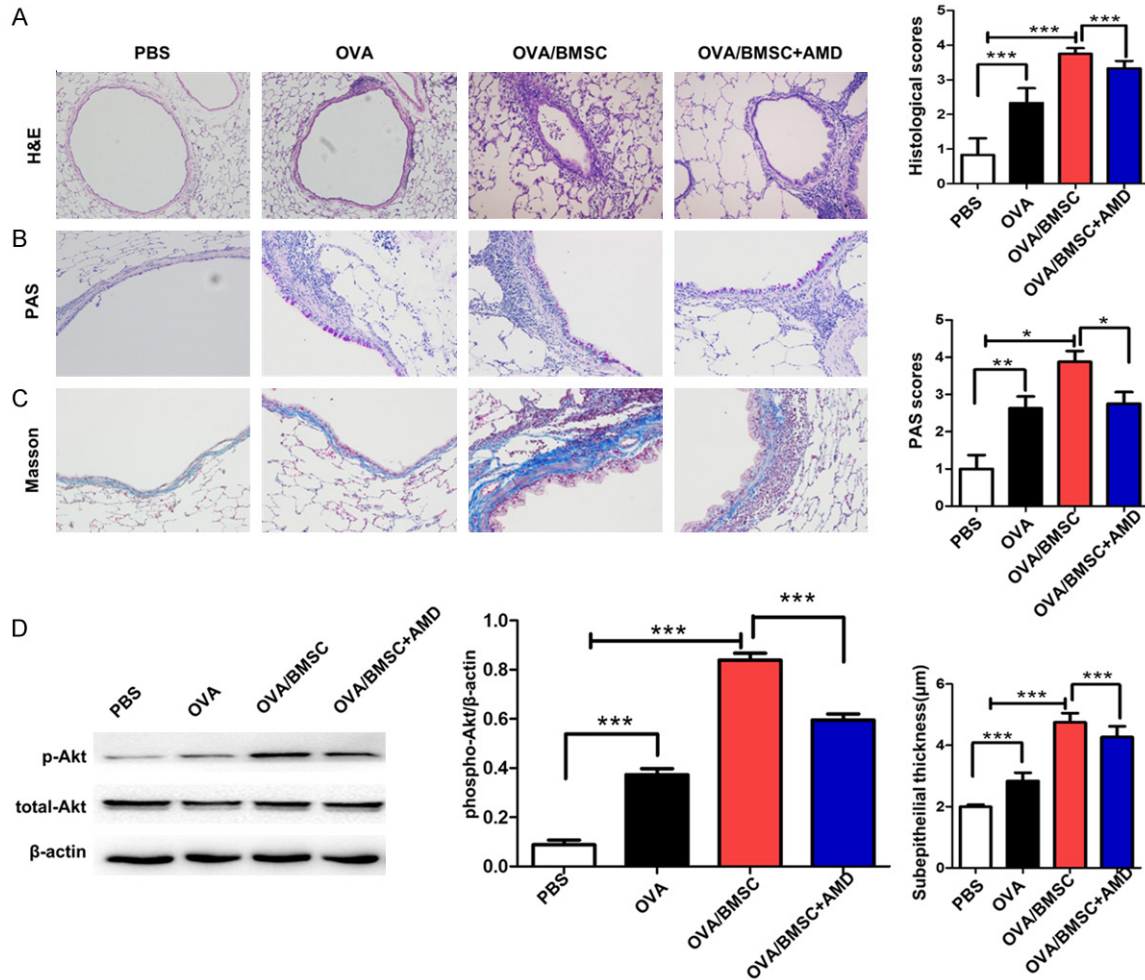 A
PBS
OVA
OVA/BMSC
OVA/BMSC+AMD
H&E
Histological scores
5
4
3
2
1
0
***
***
***
PBS
OVA
OVA/BMSC
OVA/BMSC+AMD
B
PAS
PAS scores
5
4
3
2
1
0
**
*
*
PBS
OVA
OVA/BMSC
OVA/BMSC+AMD
C
Masson
D
PBS
OVA
OVA/BMSC
OVA/BMSC+AMD
p-Akt
total-Akt
β-actin
phospho-Akt/β-actin
1.0
0.8
0.6
0.4
0.2
0.0
***
***
***
PBS
OVA
OVA/BMSC
OVA/BMSC+AMD
Subepitheilial thickness(μm)
6
4
2
0
***
***
***
PBS
OVA
OVA/BMSC
OVA/BMSC+AMD